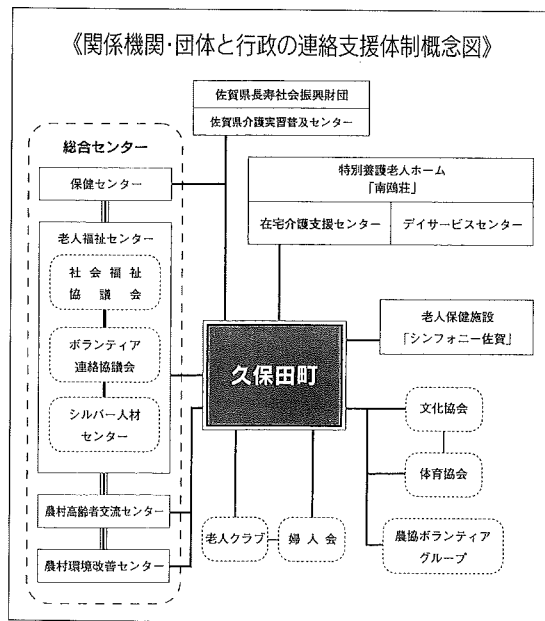 《関係機関・団体と行政の連絡支援体制概念図》
佐賀県長寿社会振興財団
佐賀県介護実習普及センター
総合センター
保健センター
特別養護老人ホーム
「南鴎荘」
在宅介護支援センター
デイサービスセンター
老人福祉センター
社会福祉
協議会
老人保健施設
「シンフォニー佐賀」
ボランティア
連絡協議会
久保田町
シルバー人材
センター
文化協会
体育協会
農村高齢者交流センター
老人クラブ
婦人会
農協ボランティア
グループ
農村環境改善センター